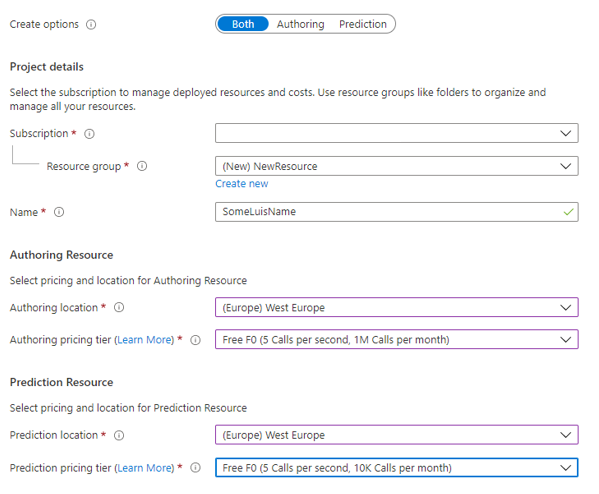 Create options Both Authoring Prediction
Project details
Select the subscription to manage deployed resources and costs. Use resource groups like folders to organize and
manage all your resources.
Subscription *
Resource group * (New) NewResource
Create new
Name * SomeLuisName
Authoring Resource
Select pricing and location for Authoring Resource
Authoring location * (Europe) West Europe
Authoring pricing tier (Learn More) * Free F0 (5 Calls per second, 1M Calls per month)
Prediction Resource
Select pricing and location for Prediction Resource
Prediction location * (Europe) West Europe
Prediction pricing tier (Learn More) * Free F0 (5 Calls per second, 10K Calls per month)